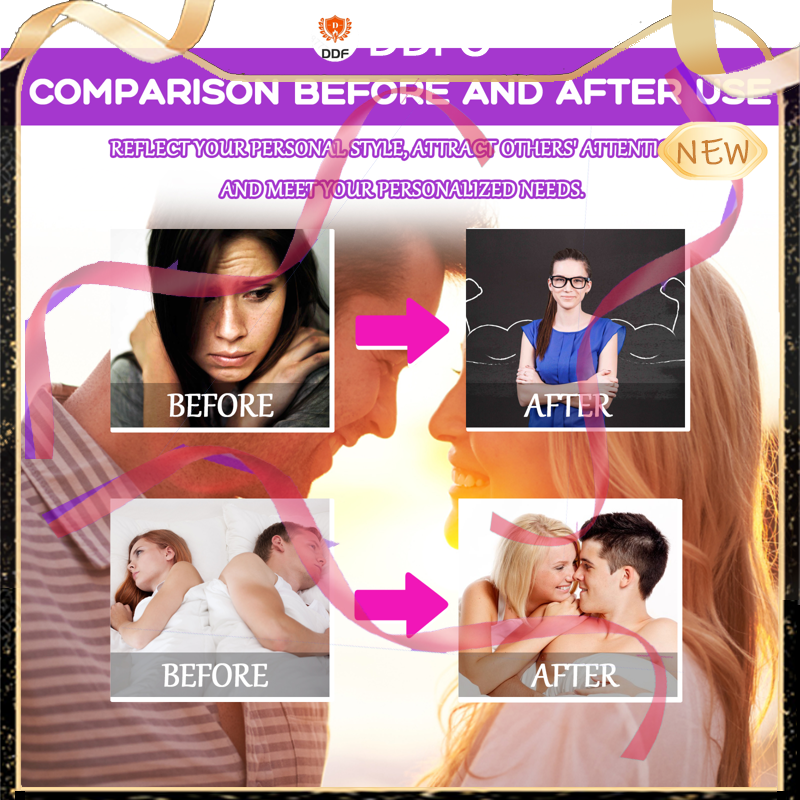 DDF
COMPARISON BEFORE AND AFTER USE
REFLECT YOUR PERSONAL STYLE, ATTRACT OTHERS'
NEW
AND MEET YOUR PERSONALIZED NEEDS.
BEFORE
AFTER
BEFORE
AFTER